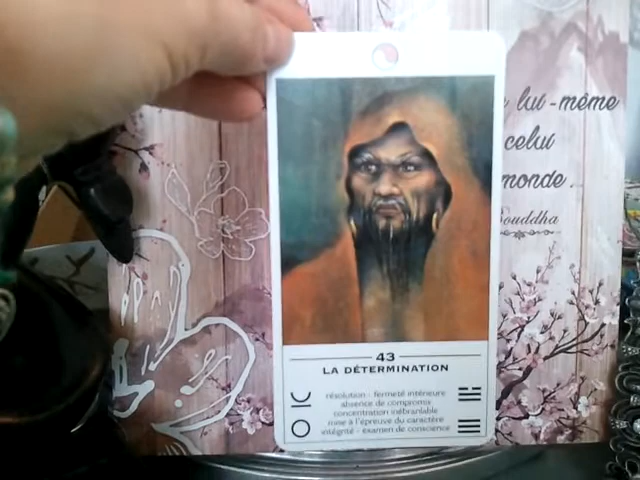 lui-même
celui
monde
Bouddha
43
LA DÉTERMINATION
résolution - fermeté intérieure
absence de compromis
concentration inébranlable
mise à l'épreuve du caractère
intégrité - examen de conscience